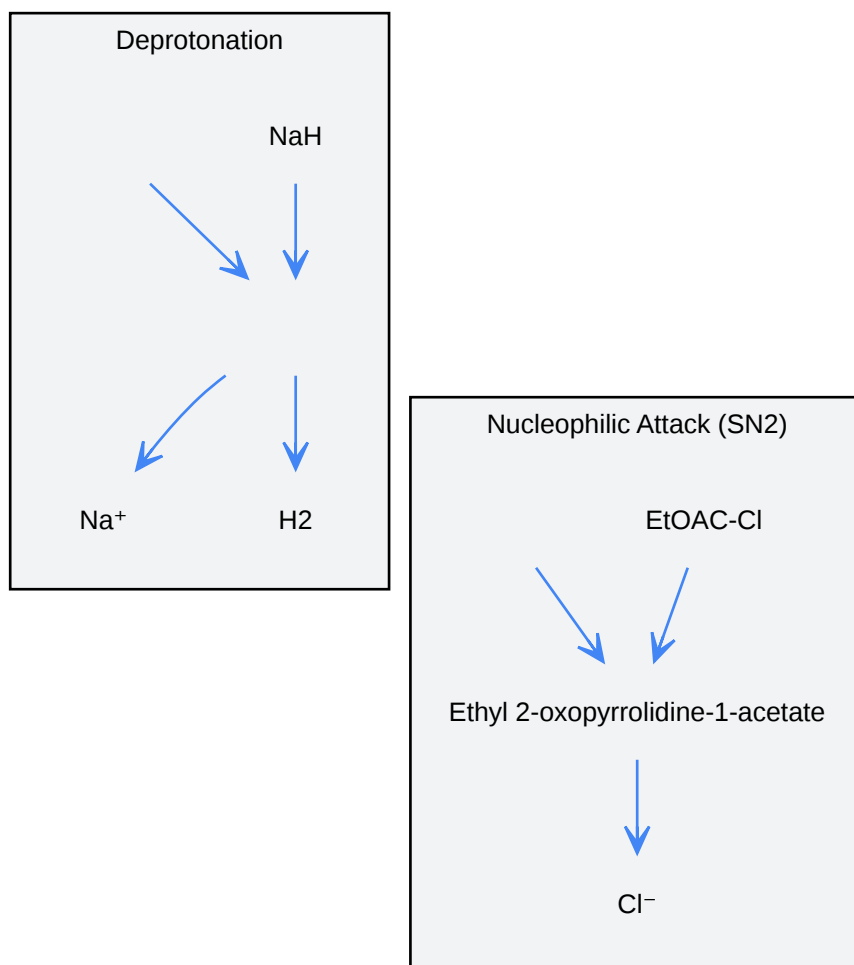 Deprotonation
NaH
Na⁺
H2
Nucleophilic Attack (SN2)
EtOAC-Cl
Ethyl 2-oxopyrrolidine-1-acetate
Cl⁻